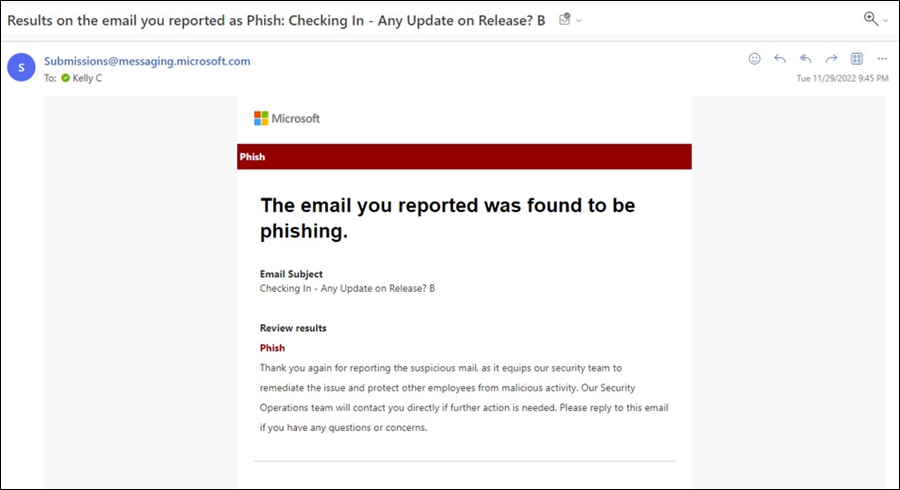 Results on the email you reported as Phish: Checking In - Any Update on Release? B
S
Submissions@messaging.microsoft.com
To: Kelly C
Tue 11/29/2022 9:45 PM
Microsoft
Phish
The email you reported was found to be
phishing.
Email Subject
Checking In - Any Update on Release? B
Review results
Phish
Thank you again for reporting the suspicious mail, as it equips our security team to
remediate the issue and protect other employees from malicious activity. Our Security
Operations team will contact you directly if further action is needed. Please reply to this email
if you have any questions or concerns.